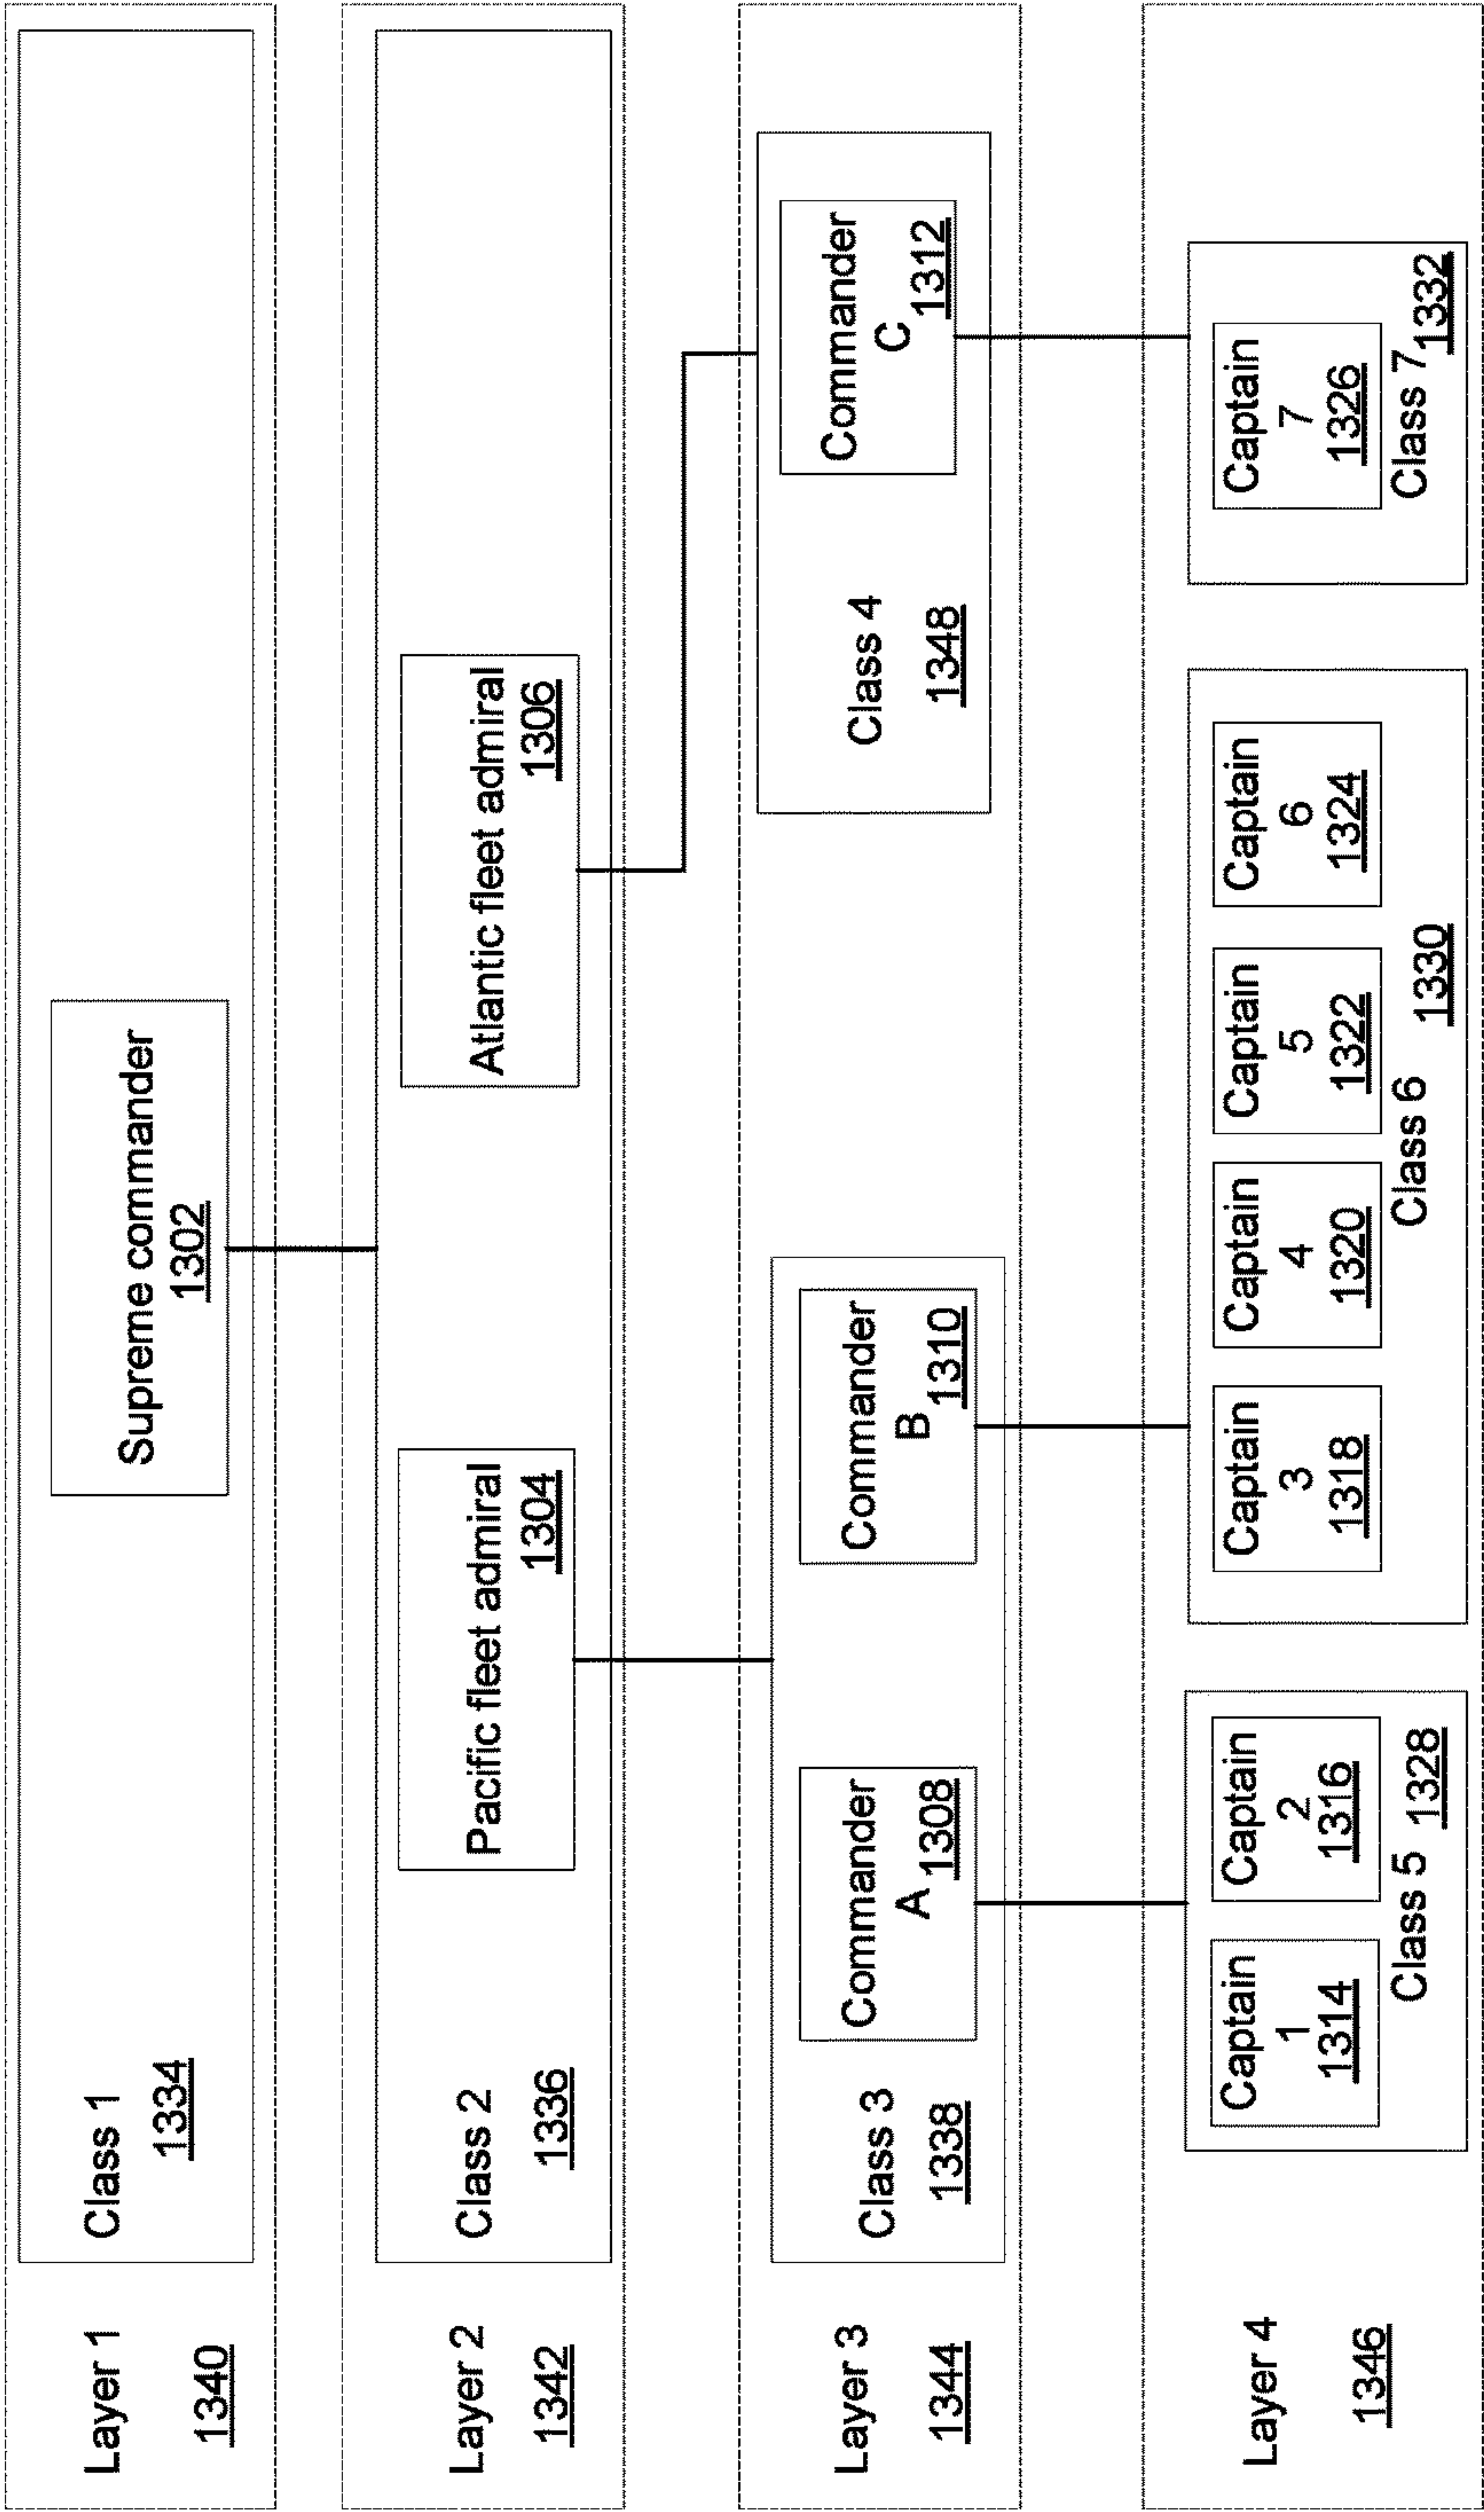 Layer 1
1340
Class 1
1334
Supreme commander
1302
Layer 2
1342
Class 2
1336
Pacific fleet admiral
1304
Atlantic fleet admiral
1306
Layer 3
1344
Class 3
1338
Commander
A 1308
Commander
B
1310
Class 4
1348
Commander
C
1312
Layer 4
1346
Captain
1
1314
Captain
2
1316
Class 5 1328
Captain
3
1318
Captain
4
1320
Captain
5
1322
Captain
6
1324
Class 6 1330
Captain
7
1326
Class 7 1332